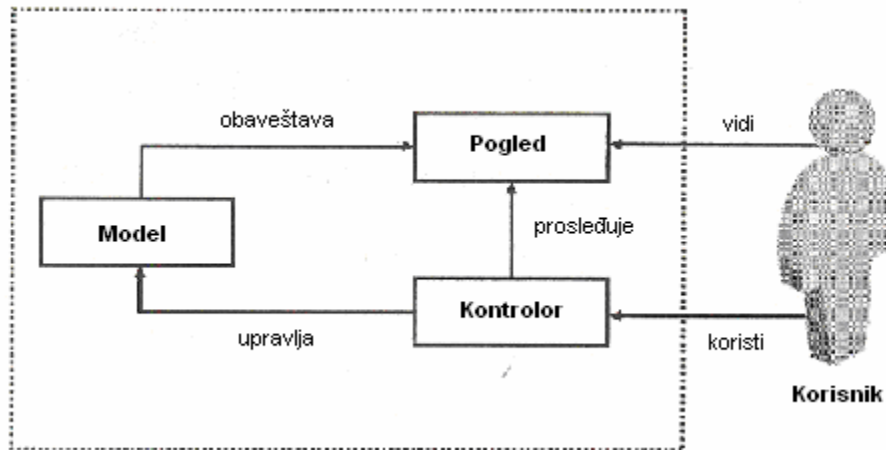 obaveštava
Pogled
vidi
Model
prosleđuje
Kontrolor
upravlja
koristi
Korisnik